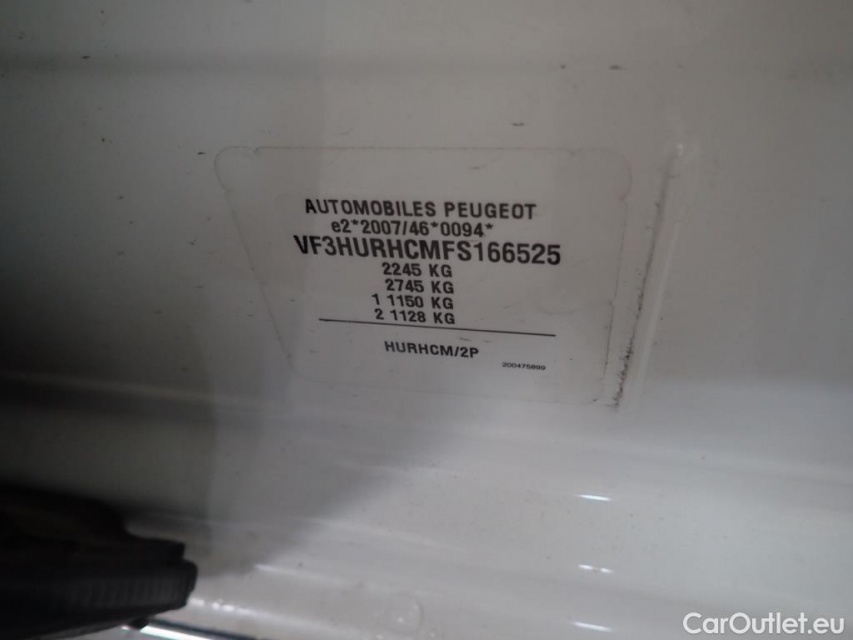 AUTOMOBILES PEUGEOT
e2*2007/46*0094*
VF3HURHCMFS166525
2245 KG
2745 KG
1 1150 KG
2 1128 KG
HURHCM/2P
200475899
CarOutlet.eu